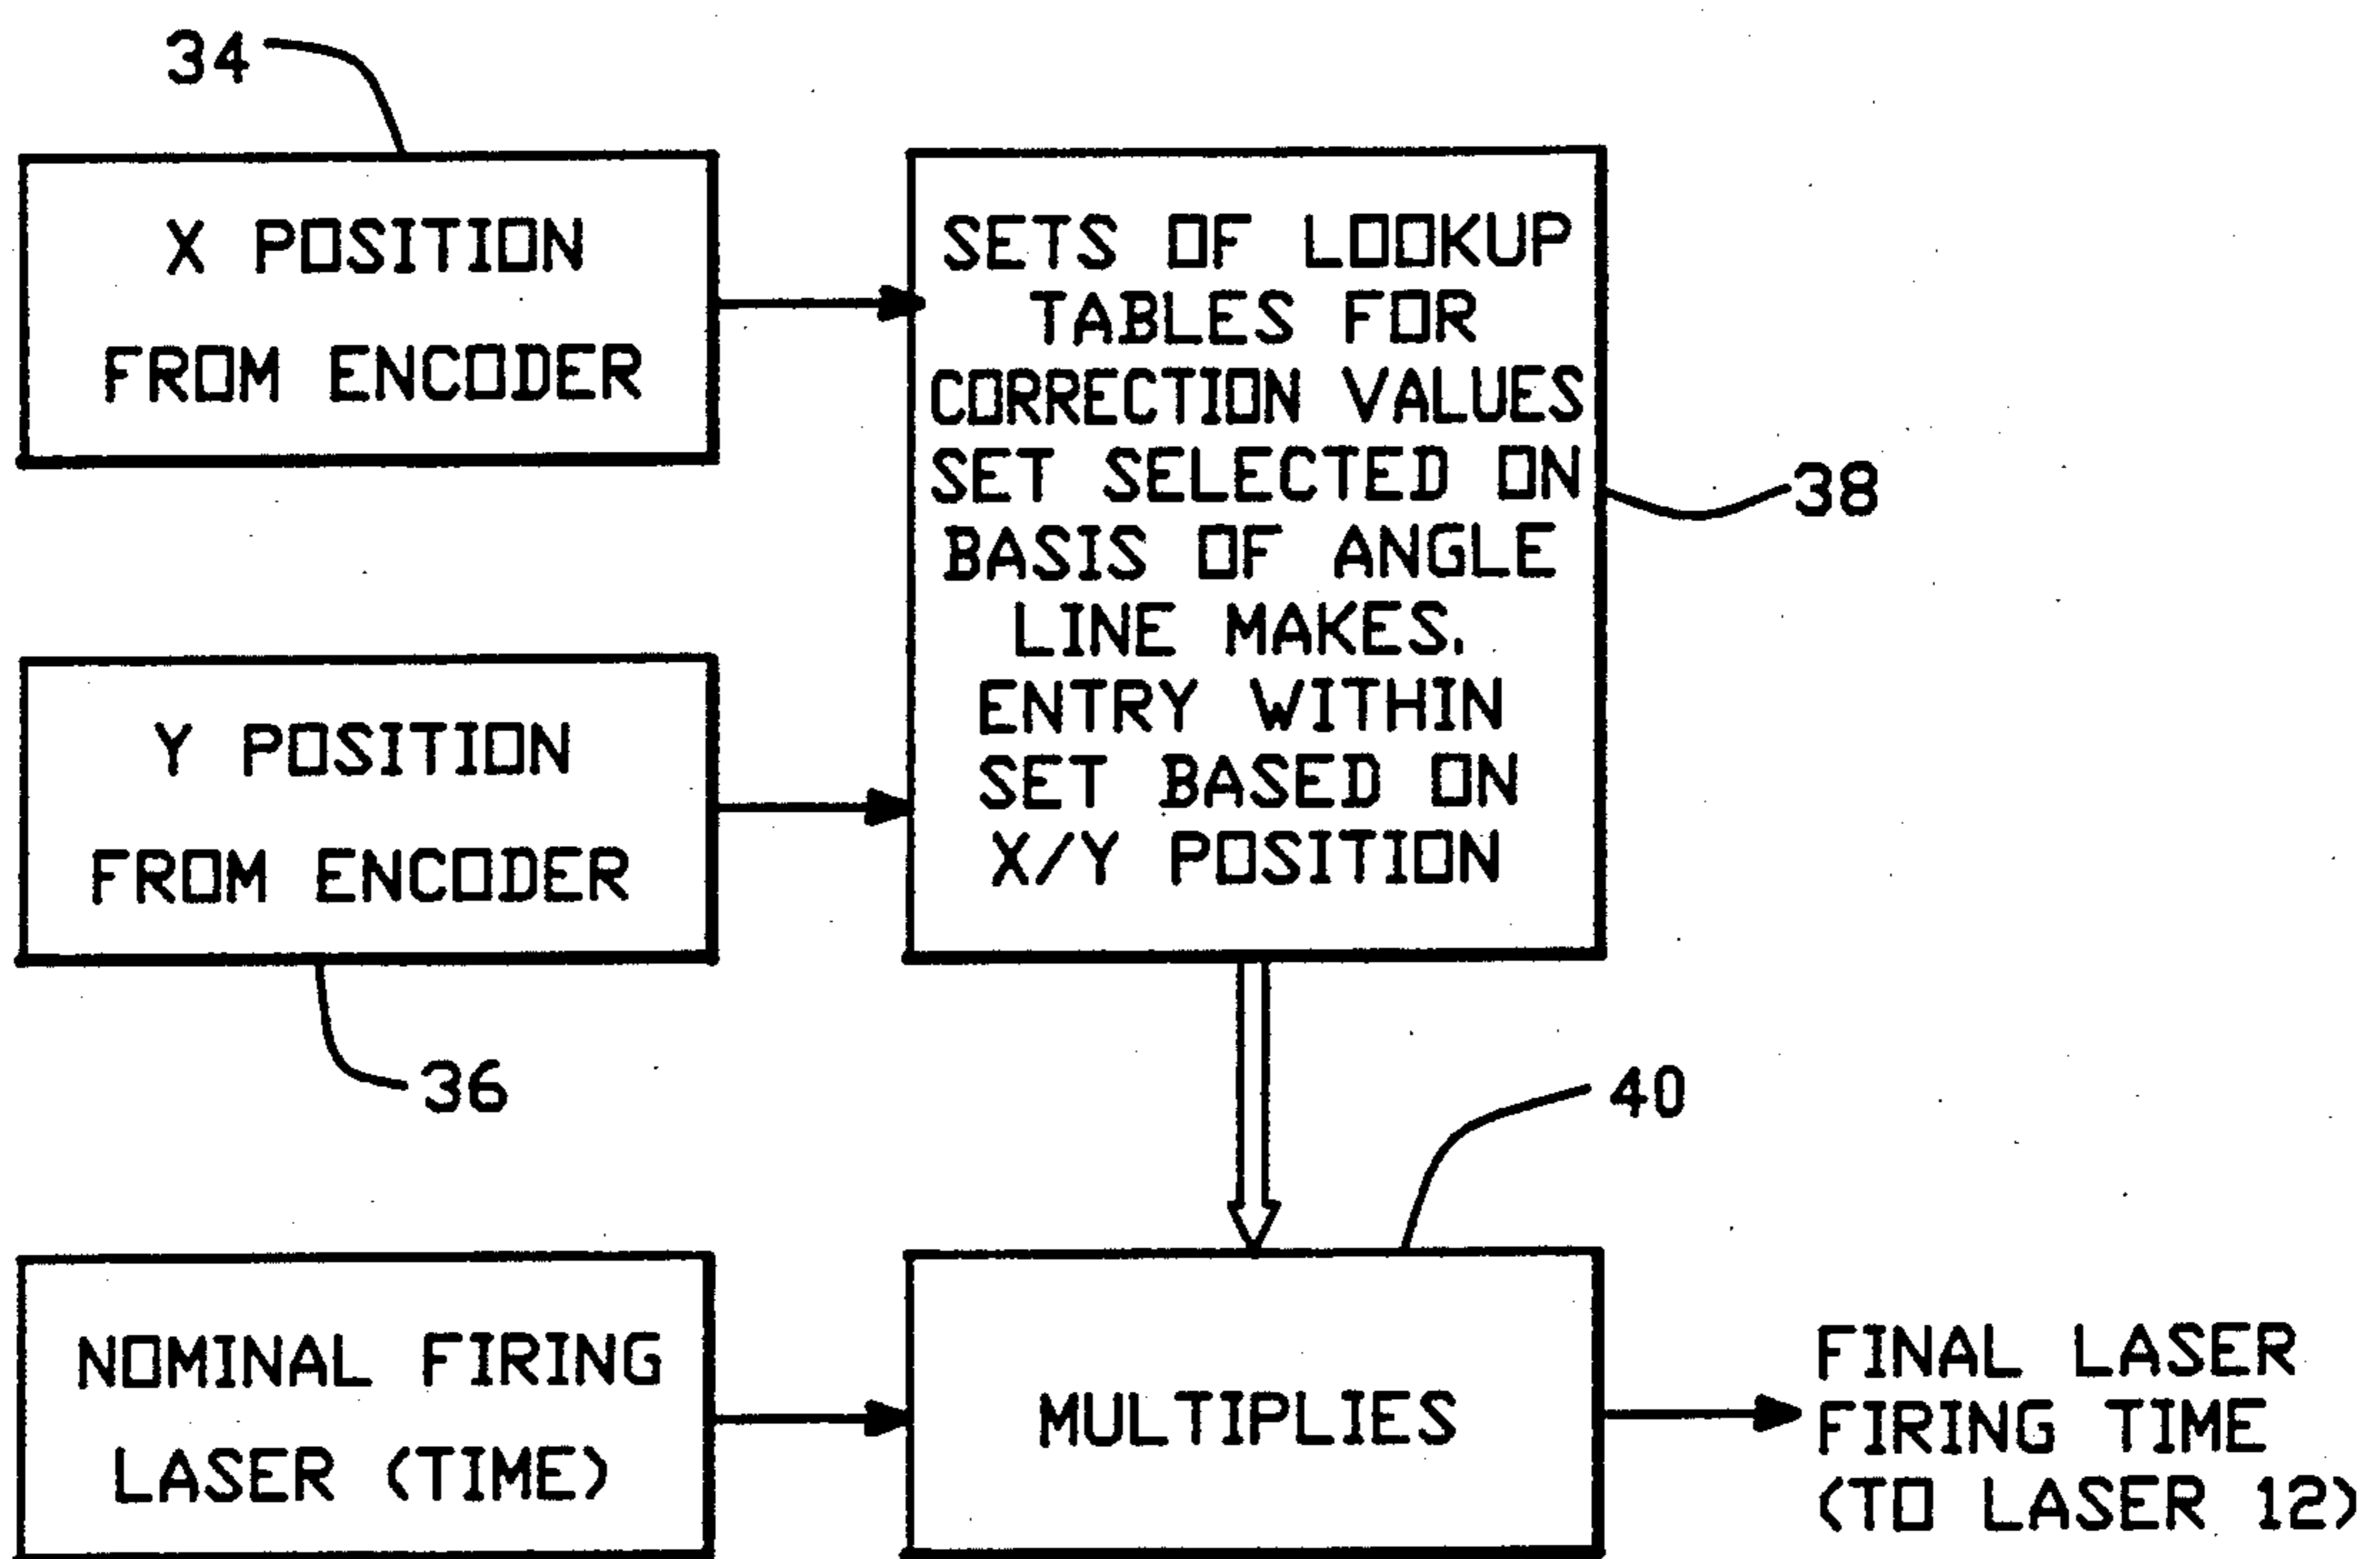 34
X POSITION
FROM ENCODER
SETS OF LOOKUP
TABLES FOR
CORRECTION VALUES
SET SELECTED ON
BASIS OF ANGLE
LINE MAKES.
ENTRY WITHIN
SET BASED ON
X/Y POSITION
38
Y POSITION
FROM ENCODER
36
40
NOMINAL FIRING
LASER (TIME)
MULTIPLIES
FINAL LASER
FIRING TIME
(TO LASER 12)